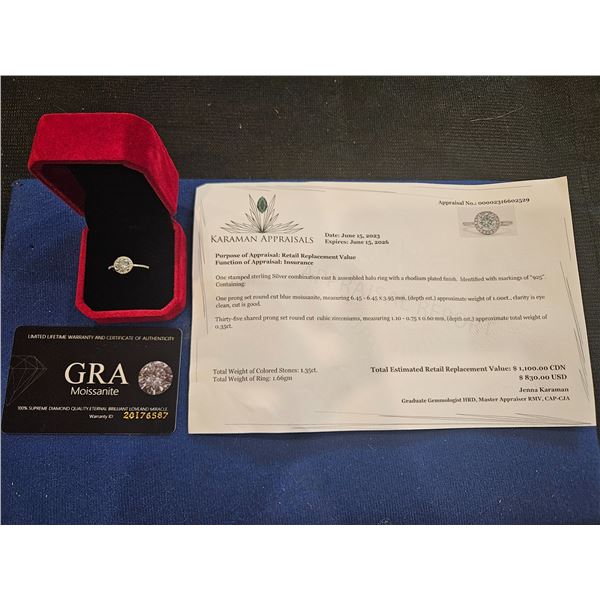 KARAMAN APPRAISALS
Appraisal No.: 00002316602529
Date: June 15, 2023
Expires: June 15, 2026
Purpose of Appraisal: Retail Replacement Value
Function of Appraisal: Insurance
One stamped sterling Silver combination cast & assembled halo ring with a rhodium plated finish. Identified with markings of "925".
Containing:
One prong set round cut blue moissanite, measuring 6.45 - 6.45 x 3.95 mm, (depth est.) approximate weight of 1.00ct , clarity is eye
clean, cut is good.
Thirty-five shared prong set round cut cubic zirconiums, measuring 1.10 - 0.75 x 0.60 mm, (depth est.) approximate total weight of
0.35ct.
Total Weight of Colored Stones: 1.35ct.
Total Weight of Ring: 1.66gm
Total Estimated Retail Replacement Value: $ 1,100.00 CDN
$ 830.00 USD
Jenna Karaman
Graduate Gemmologist HRD, Master Appraiser RMV, CAP-CJA
LIMITED LIFETIME WARRANTY AND CERTIFICATE OF AUTHENTICITY
GRA
Moissanite
100% SUPREME DIAMOND QUALITY ETERNAL BRILLIANT LOVELAND MIRACLE
Warranty ID 20176587